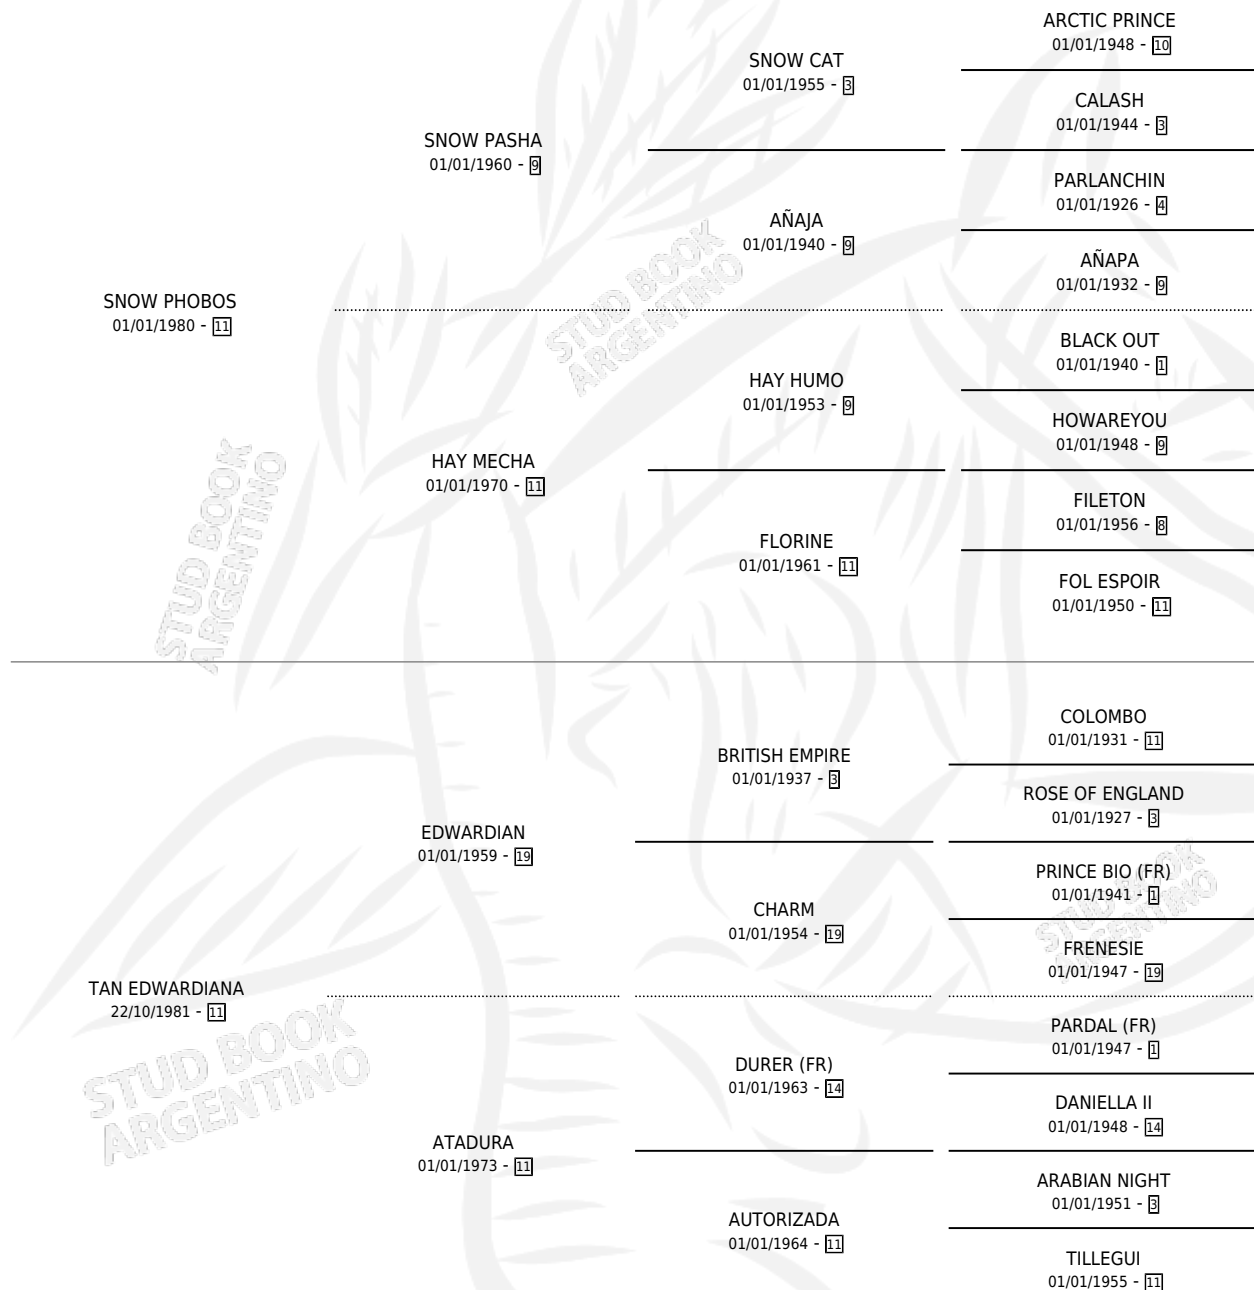 SNOW PHOBOS
01/01/1980 - 11
SNOW PASHA
01/01/1960 - 9
SNOW CAT
01/01/1955 - 3
ARCTIC PRINCE
01/01/1948 - 10
CALASH
01/01/1944 - 3
AÑAJA
01/01/1940 - 9
PARLANCHIN
01/01/1926 - 4
AÑAPA
01/01/1932 - 9
HAY MECHA
01/01/1970 - 11
HAY HUMO
01/01/1953 - 9
BLACK OUT
01/01/1940 - 1
HOWAREYOU
01/01/1948 - 9
FLORINE
01/01/1961 - 11
FILETON
01/01/1956 - 8
FOL ESPOIR
01/01/1950 - 11
TAN EDWARDIANA
22/10/1981 - 11
EDWARDIAN
01/01/1959 - 19
BRITISH EMPIRE
01/01/1937 - 3
COLOMBO
01/01/1931 - 11
ROSE OF ENGLAND
01/01/1927 - 3
CHARM
01/01/1954 - 19
PRINCE BIO (FR)
01/01/1941 - 1
FRENESIE
01/01/1947 - 19
ATADURA
01/01/1973 - 11
DURER (FR)
01/01/1963 - 14
PARDAL (FR)
01/01/1947 - 1
DANIELLA II
01/01/1948 - 14
AUTORIZADA
01/01/1964 - 11
ARABIAN NIGHT
01/01/1951 - 3
TILLEGUI
01/01/1955 - 11
STUD BOOK
ARGENTINO
STUD BOOK
ARGENTINO
STUD BOOK
ARGENTINO
STUD BOOK
ARGENTINO